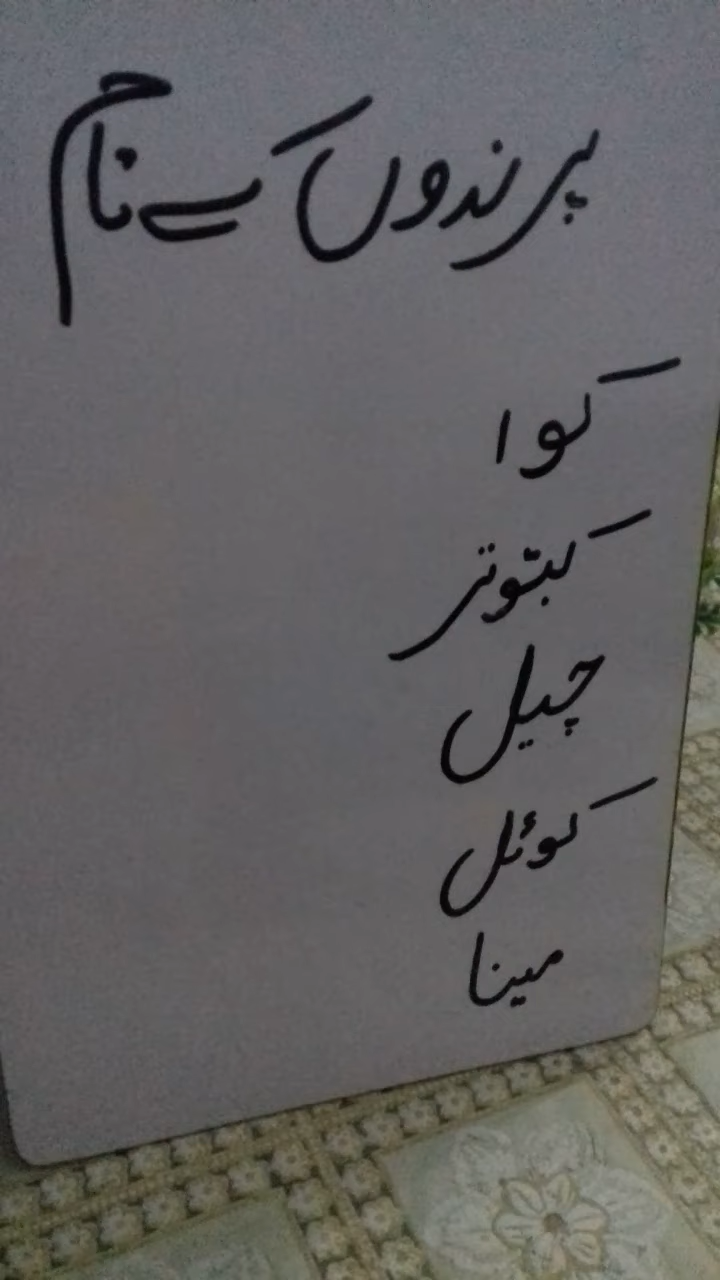 پرندوں کے نام
کوا
کبوتر
چیل
کوئل
مینا